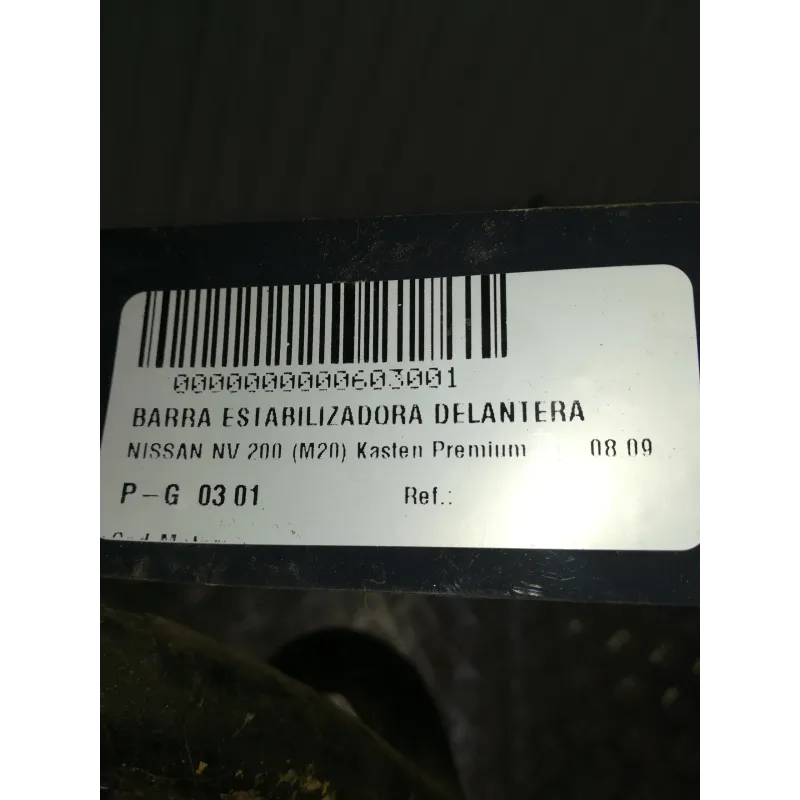 0000000000603001
BARRA ESTABILIZADORA DELANTERA
NISSAN NV 200 (M20) Kasten Premium 08 09
P-G 03 01 Ref.: